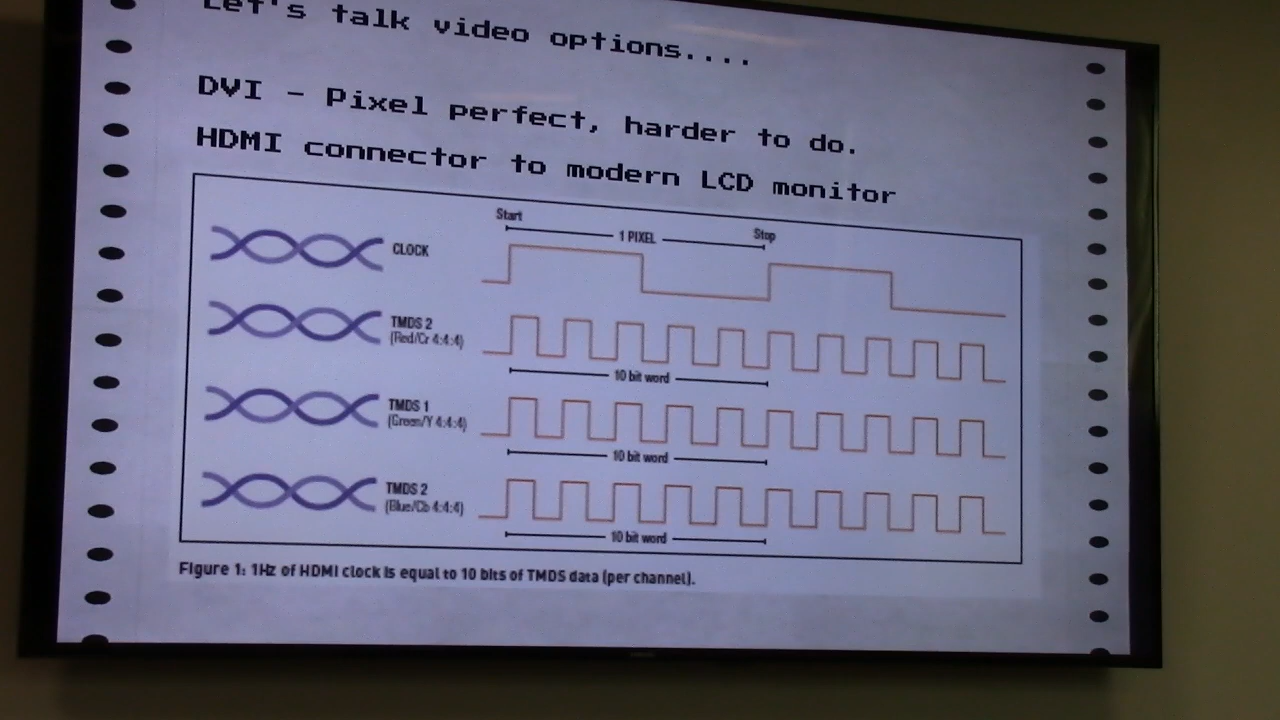 Let's talk video options....
DVI - Pixel perfect, harder to do.
HDMI connector to modern LCD monitor
Start
1 PIXEL
Stop
CLOCK
TMDS 2
(Red/Cr 4:4:4)
10 bit word
TMDS 1
(Green/Y 4:4:4)
10 bit word
TMDS 2
(Blue/Cb 4:4:4)
10 bit word
Figure 1: 1Hz of HDMI clock is equal to 10 bits of TMDS data (per channel).